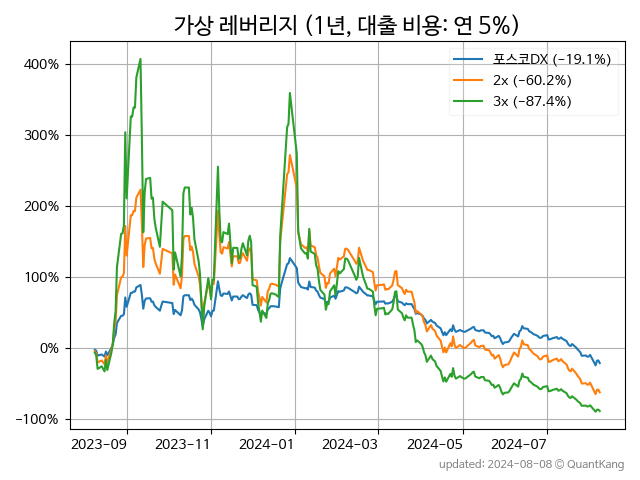 가상 레버리지 (1년, 대출 비용: 연 5%)
포스코DX (−19.1%)
2x (−60.2%)
3x (−87.4%)
400%
300%
200%
100%
0%
−100%
2023-09 2023-11 2024-01 2024-03 2024-05 2024-07
updated: 2024-08-08 © QuantKang